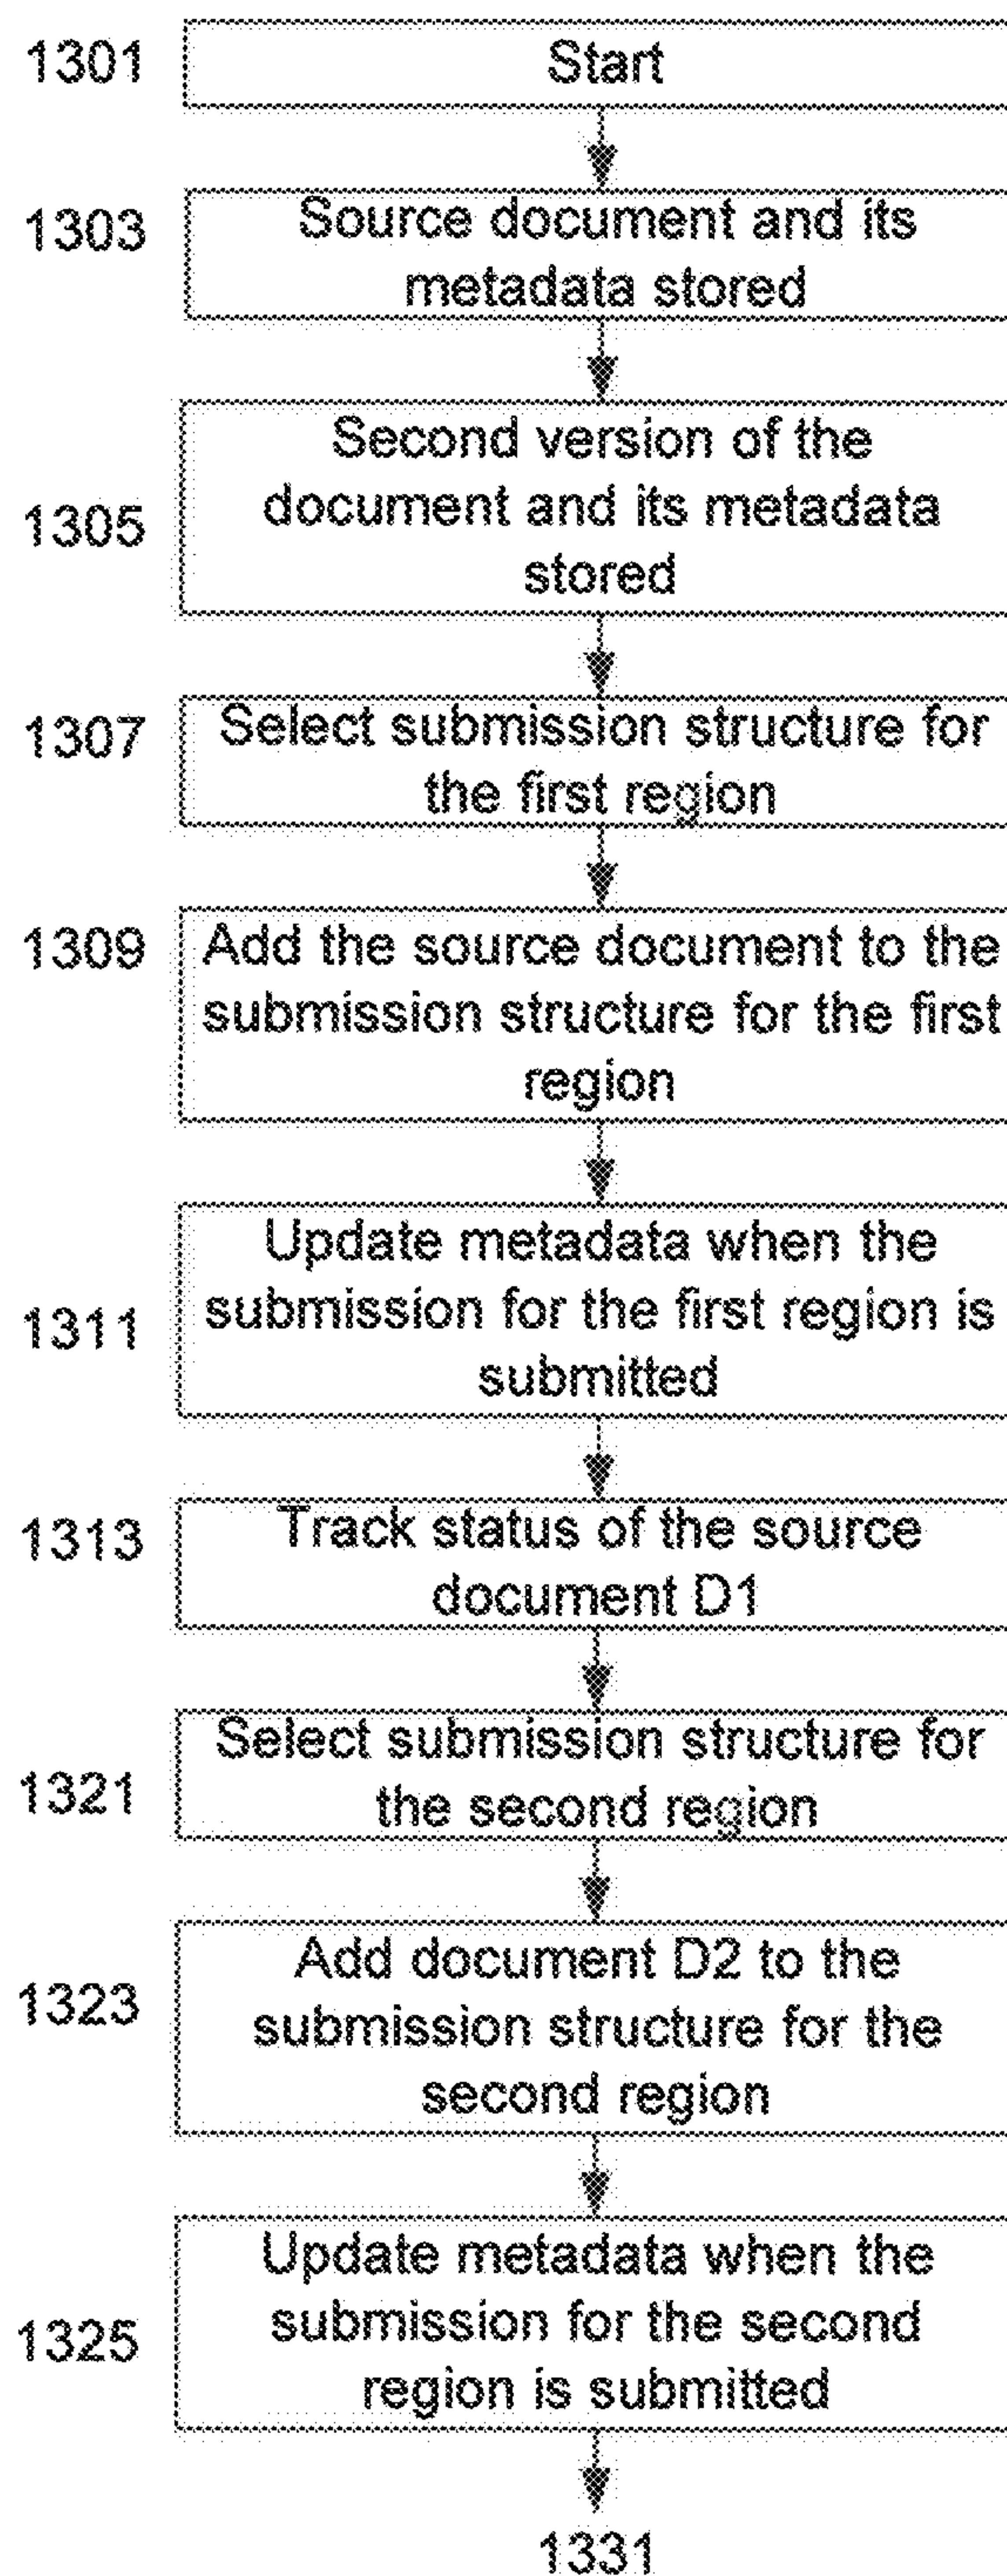 1301 Start
1303 Source document and its
metadata stored
Second version of the
1305 document and its metadata
stored
1307 Select submission structure for
the first region
1309 Add the source document to the
submission structure for the first
region
Update metadata when the
1311 submission for the first region is
submitted
1313 Track status of the source
document D1
Select submission structure for
1321 the second region
Add document D2 to the
1323 submission structure for the
second region
Update metadata when the
1325 submission for the second
region is submitted
1331